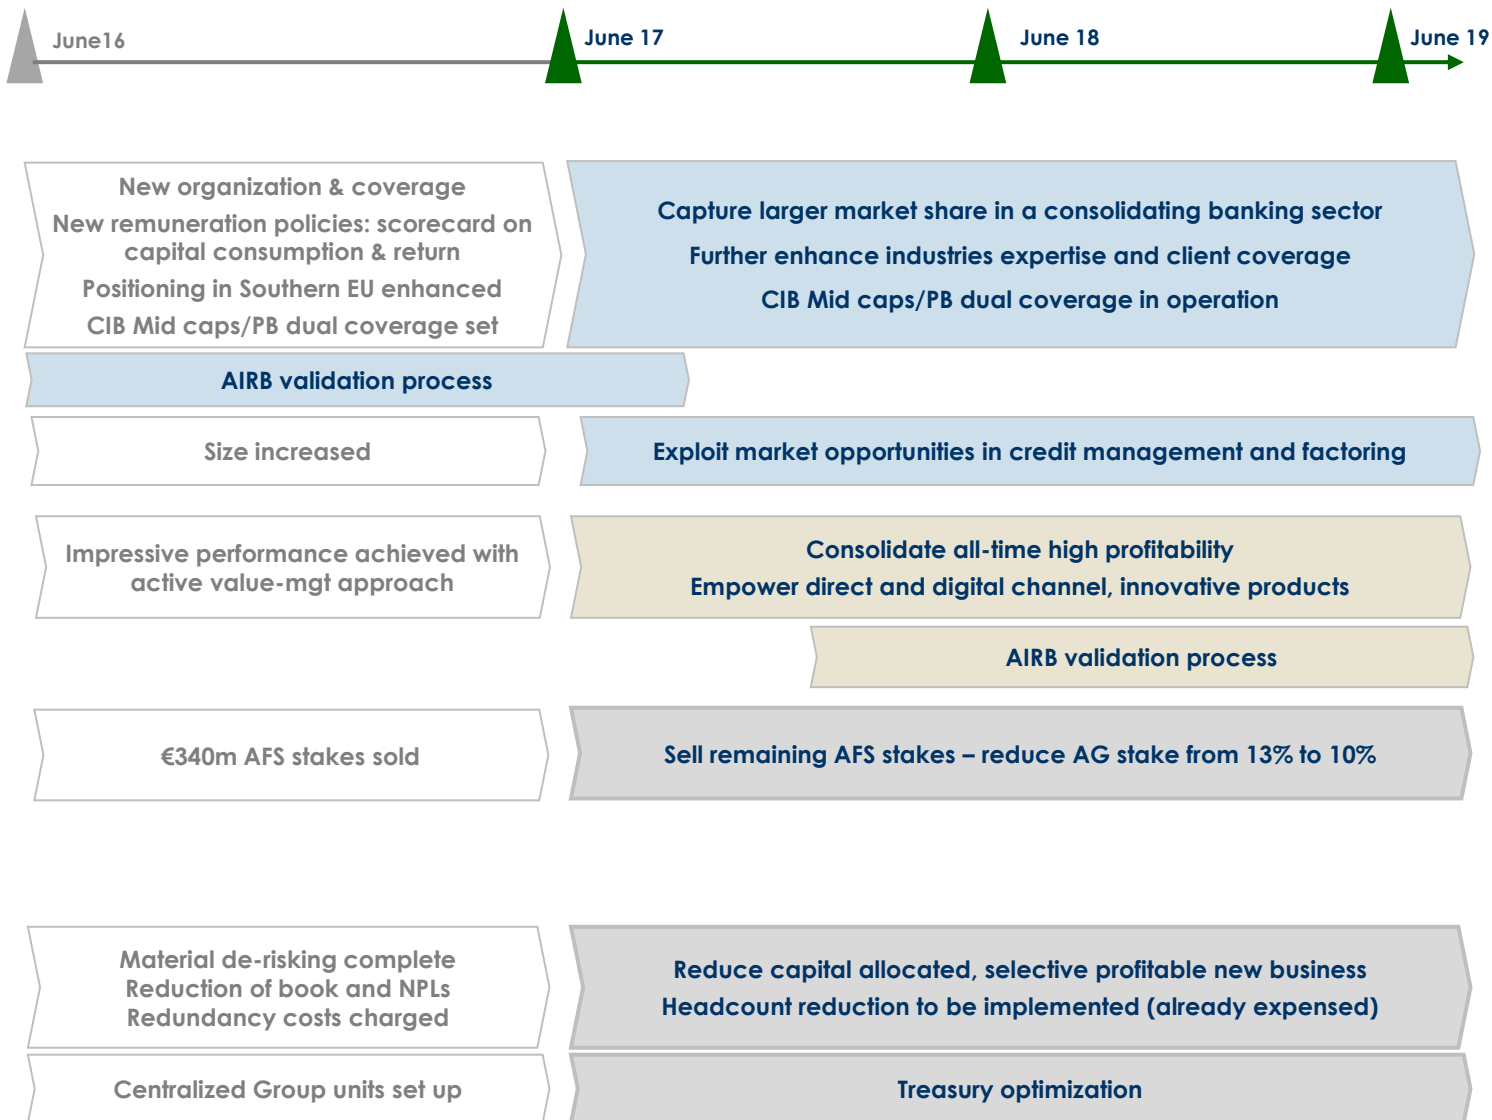 June16
June 17
June 18
June 19
New organization & coverage
New remuneration policies: scorecard on
capital consumption & return
Positioning in Southern EU enhanced
CIB Mid caps/PB dual coverage set
Capture larger market share in a consolidating banking sector
Further enhance industries expertise and client coverage
CIB Mid caps/PB dual coverage in operation
AIRB validation process
Size increased
Exploit market opportunities in credit management and factoring
Impressive performance achieved with
active value-mgt approach
Consolidate all-time high profitability
Empower direct and digital channel, innovative products
AIRB validation process
€340m AFS stakes sold
Sell remaining AFS stakes – reduce AG stake from 13% to 10%
Material de-risking complete
Reduction of book and NPLs
Redundancy costs charged
Reduce capital allocated, selective profitable new business
Headcount reduction to be implemented (already expensed)
Centralized Group units set up
Treasury optimization